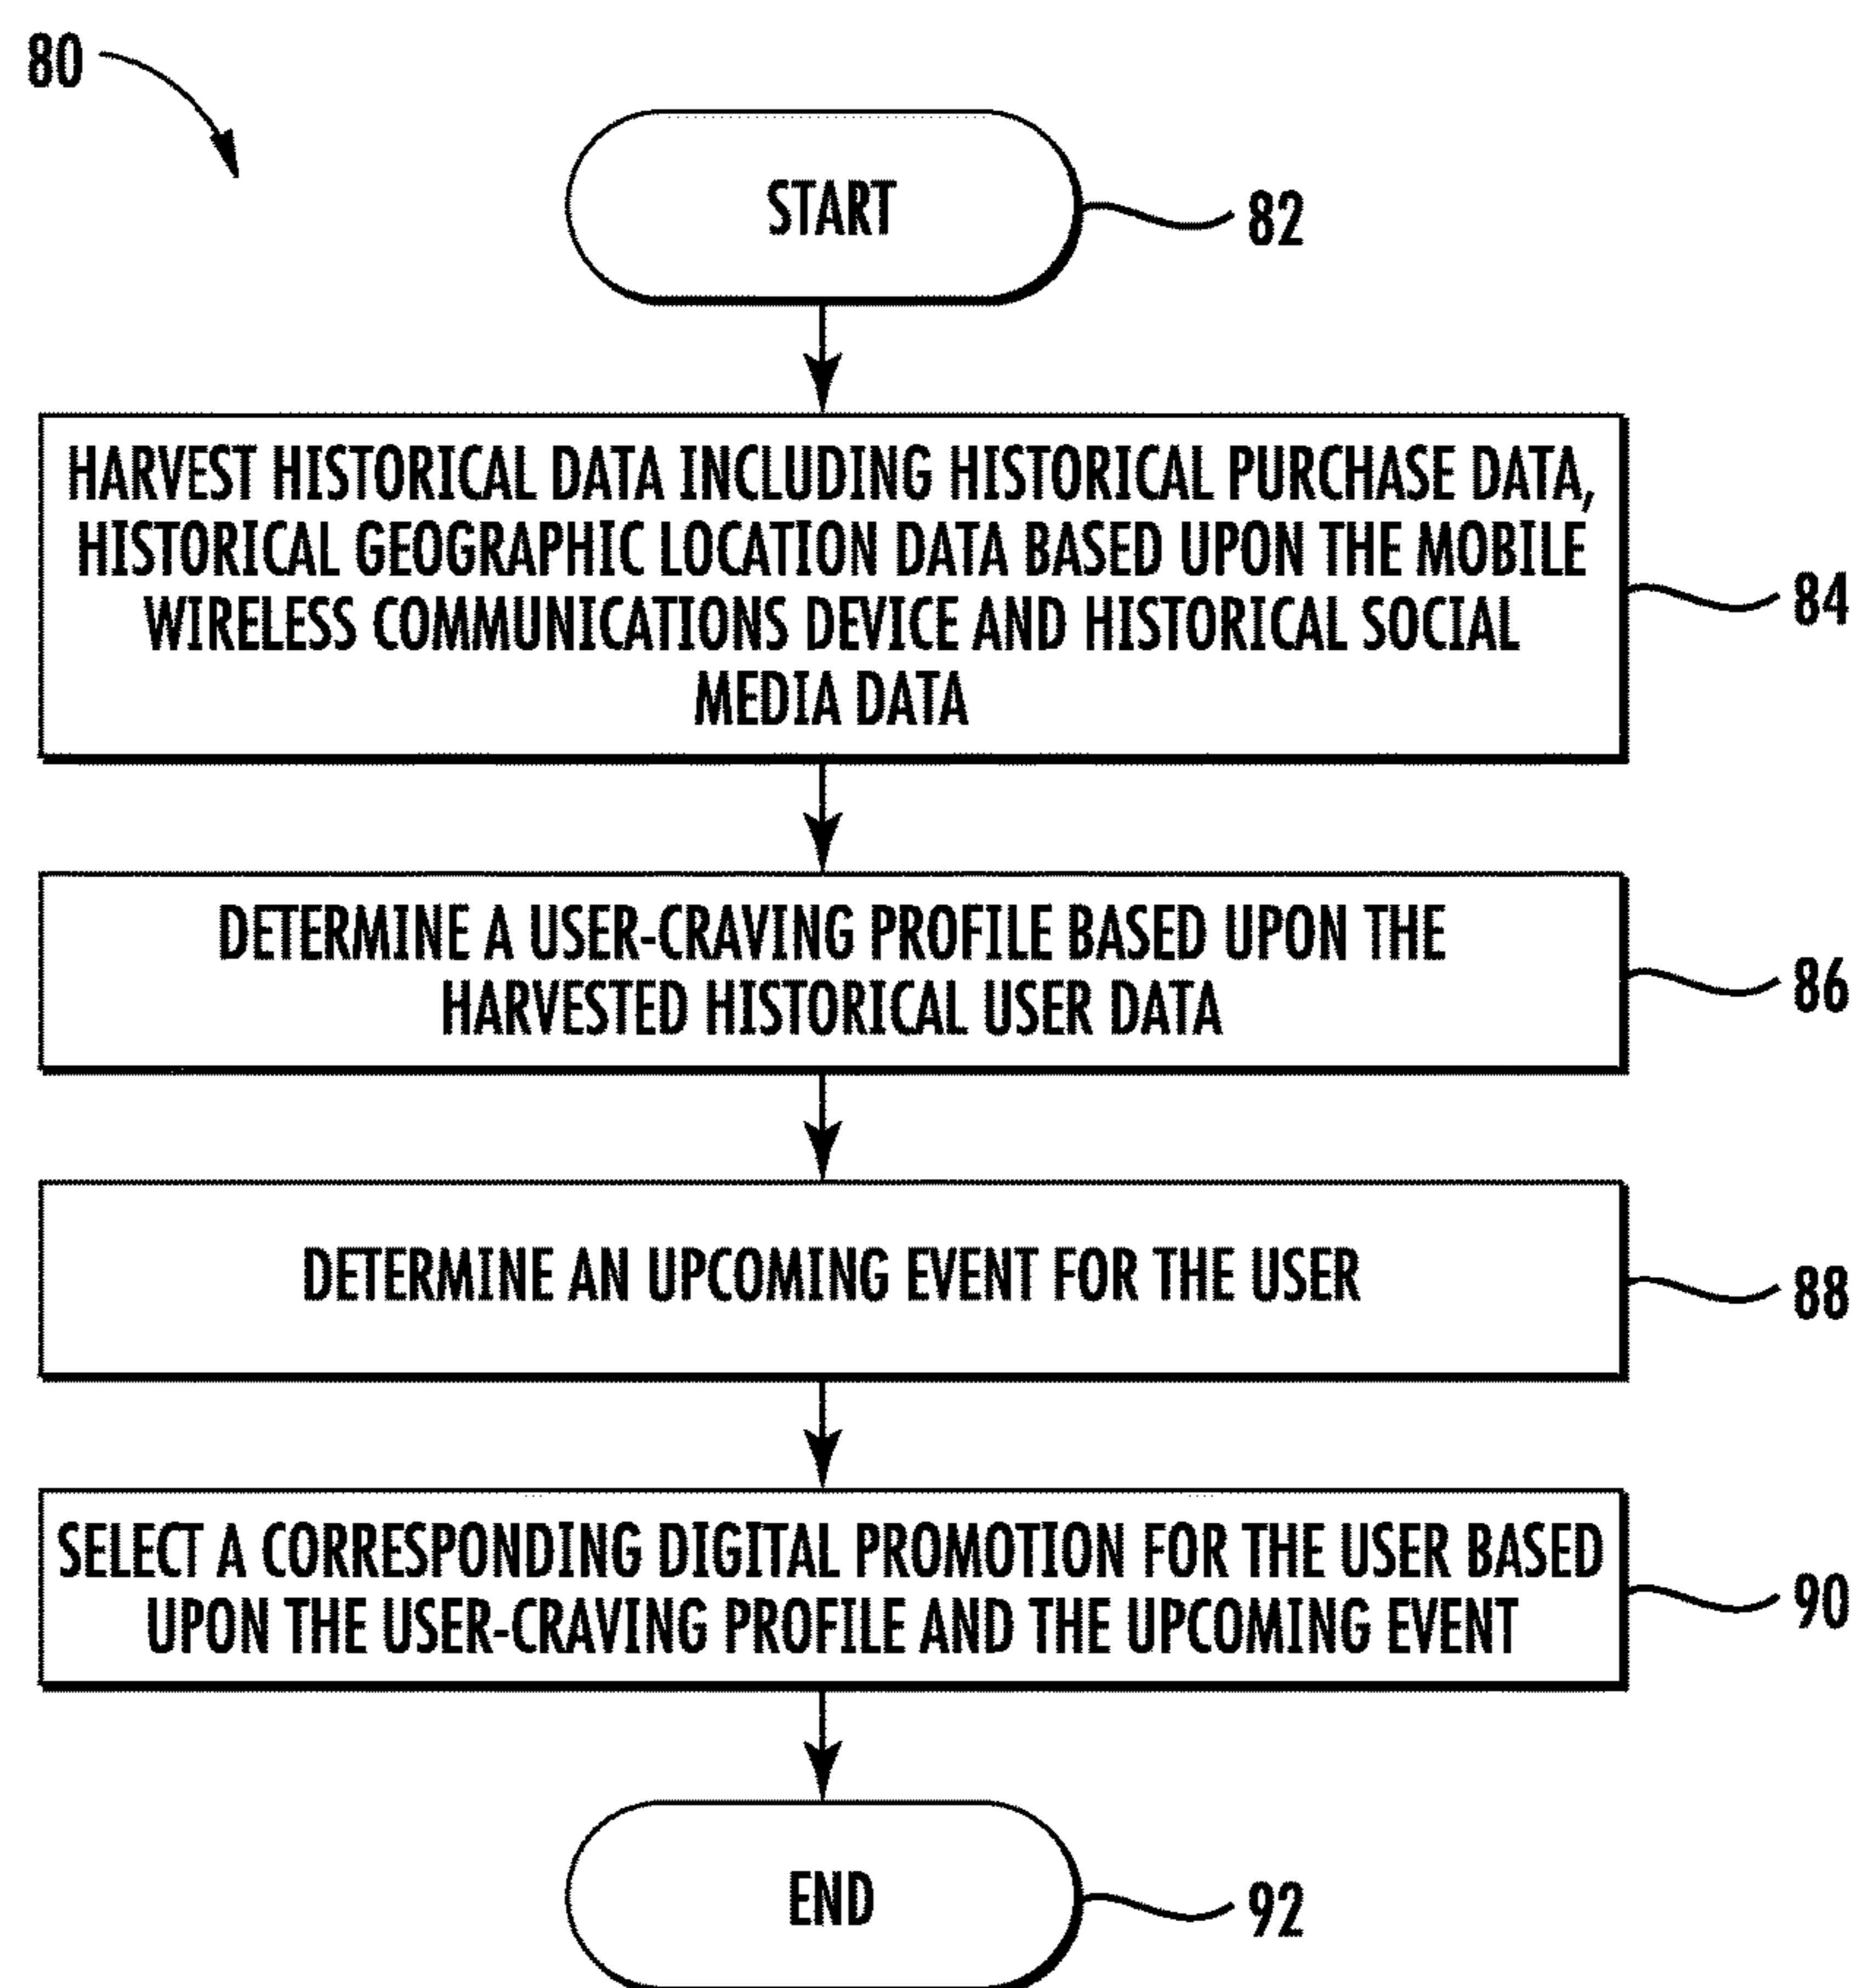 80
START
82
HARVEST HISTORICAL DATA INCLUDING HISTORICAL PURCHASE DATA,
HISTORICAL GEOGRAPHIC LOCATION DATA BASED UPON THE MOBILE
WIRELESS COMMUNICATIONS DEVICE AND HISTORICAL SOCIAL
MEDIA DATA
84
DETERMINE A USER-CRAVING PROFILE BASED UPON THE
HARVESTED HISTORICAL USER DATA
86
DETERMINE AN UPCOMING EVENT FOR THE USER
88
SELECT A CORRESPONDING DIGITAL PROMOTION FOR THE USER BASED
UPON THE USER-CRAVING PROFILE AND THE UPCOMING EVENT
90
END
92